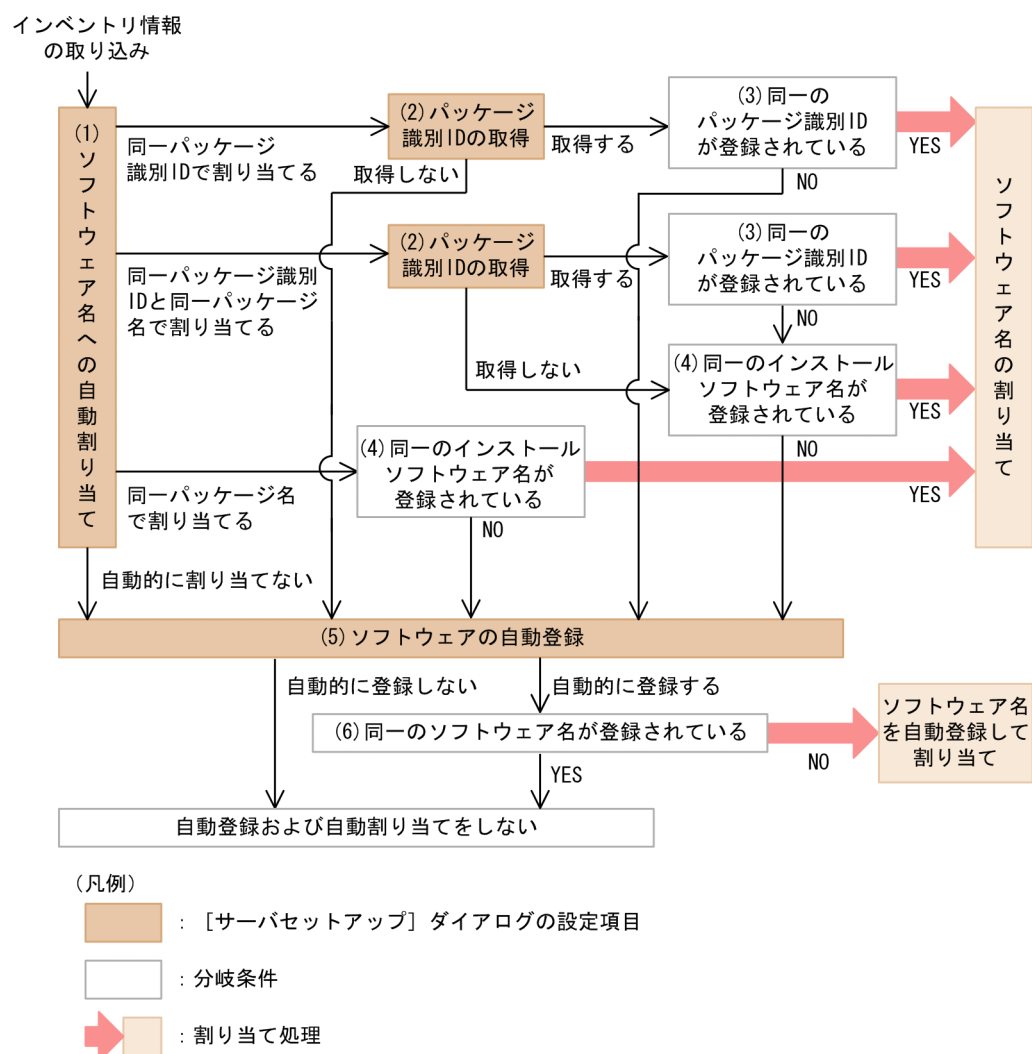 インベントリ情報
の取り込み
(1)
ソフトウェア名への自動割り当て
同一パッケージ
識別IDで割り当てる
(2)パッケージ
識別IDの取得
取得する
取得しない
(3)同一の
パッケージ識別ID
が登録されている
YES
NO
同一パッケージ識別
IDと同一パッケージ
名で割り当てる
(2)パッケージ
識別IDの取得
取得する
取得しない
(3)同一の
パッケージ識別ID
が登録されている
YES
NO
(4)同一のインストール
ソフトウェア名が
登録されている
YES
NO
同一パッケージ名
で割り当てる
(4)同一のインストール
ソフトウェア名が
登録されている
YES
NO
ソフトウェア名の割り当て
自動的に割り当てない
(5)ソフトウェアの自動登録
自動的に登録しない
自動的に登録する
(6)同一のソフトウェア名が登録されている
NO
YES
ソフトウェア名
を自動登録して
割り当て
自動登録および自動割り当てをしない
(凡例)
:［サーバセットアップ］ダイアログの設定項目
:分岐条件
:割り当て処理